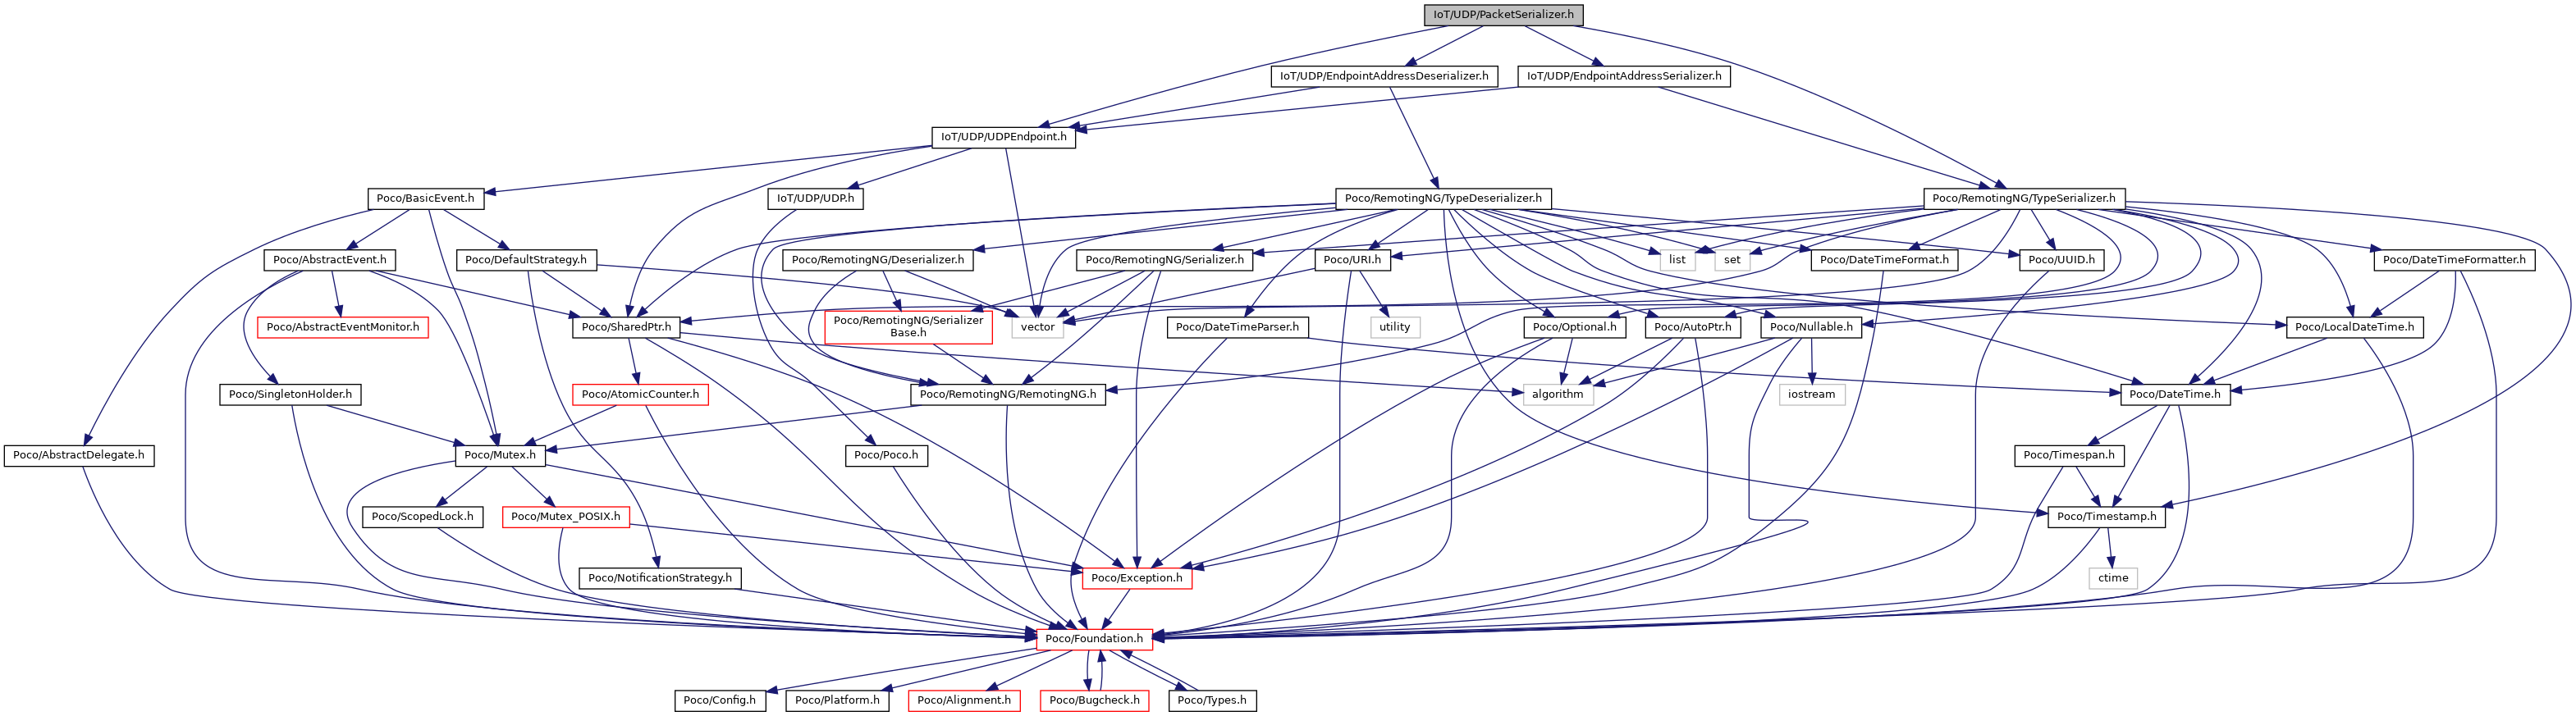 IoT/UDP/PacketSerializer.h
IoT/UDP/EndpointAddressDeserializer.h
IoT/UDP/EndpointAddressSerializer.h
IoT/UDP/UDPEndpoint.h
Poco/BasicEvent.h
IoT/UDP/UDP.h
Poco/RemotingNG/TypeDeserializer.h
Poco/RemotingNG/TypeSerializer.h
Poco/AbstractEvent.h
Poco/DefaultStrategy.h
Poco/RemotingNG/Deserializer.h
Poco/RemotingNG/Serializer.h
Poco/URI.h
list
set
Poco/DateTimeFormat.h
Poco/UUID.h
Poco/DateTimeFormatter.h
Poco/AbstractEventMonitor.h
Poco/SharedPtr.h
Poco/RemotingNG/Serializer
Base.h
vector
Poco/DateTimeParser.h
utility
Poco/Optional.h
Poco/AutoPtr.h
Poco/Nullable.h
Poco/LocalDateTime.h
Poco/SingletonHolder.h
Poco/AtomicCounter.h
Poco/RemotingNG/RemotingNG.h
algorithm
iostream
Poco/DateTime.h
Poco/AbstractDelegate.h
Poco/Mutex.h
Poco/Poco.h
Poco/Timespan.h
Poco/ScopedLock.h
Poco/Mutex_POSIX.h
Poco/Timestamp.h
Poco/NotificationStrategy.h
Poco/Exception.h
ctime
Poco/Foundation.h
Poco/Config.h
Poco/Platform.h
Poco/Alignment.h
Poco/Bugcheck.h
Poco/Types.h